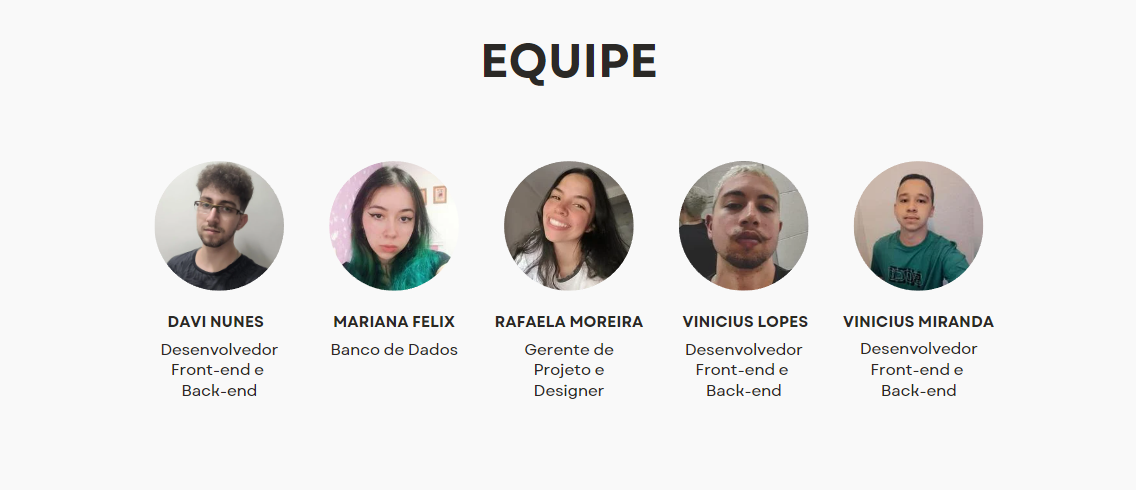 EQUIPE
DAVI NUNES
Desenvolvedor
Front-end e
Back-end
MARIANA FELIX
Banco de Dados
RAFAELA MOREIRA
Gerente de
Projeto e
Designer
VINICIUS LOPES
Desenvolvedor
Front-end e
Back-end
VINICIUS MIRANDA
Desenvolvedor
Front-end e
Back-end